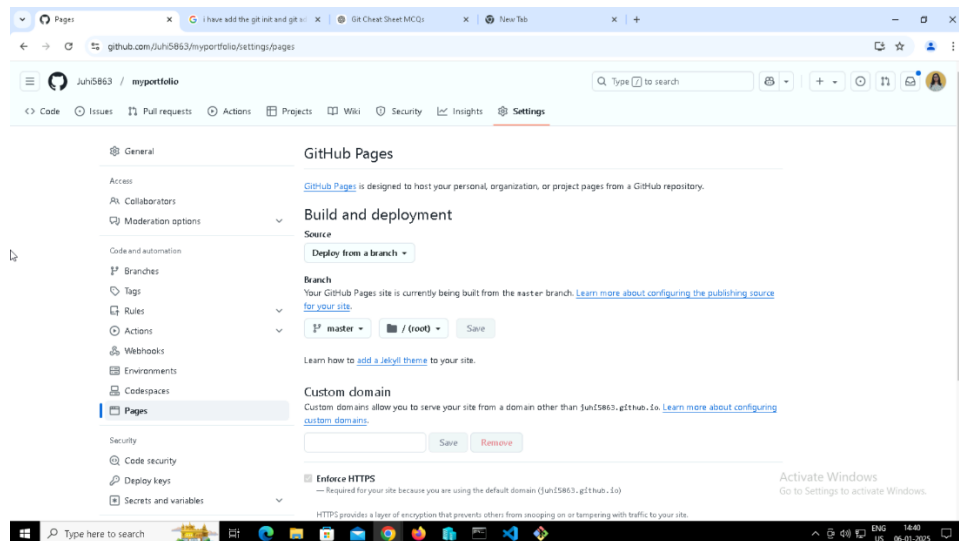 Pages
i have add the git init and git sc
Git Cheat Sheet MCQs
New Tab
github.com/Juhi5863/myportfolio/settings/pages
Juhi5863 / myportfolio
Type / to search
Code Issues Pull requests Actions Projects Wiki Security Insights Settings
General
Access
Collaborators
Moderation options
Code and automation
Branches
Tags
Rules
Actions
Webhooks
Environments
Codespaces
Pages
Security
Code security
Deploy keys
Secrets and variables
GitHub Pages
GitHub Pages is designed to host your personal, organization, or project pages from a GitHub repository.
Build and deployment
Source
Deploy from a branch
Branch
Your GitHub Pages site is currently being built from the master branch. Learn more about configuring the publishing source
for your site.
master / (root) Save
Learn how to add a Jekyll theme to your site.
Custom domain
Custom domains allow you to serve your site from a domain other than juhi5863.github.io. Learn more about configuring
custom domains.
Save Remove
Enforce HTTPS
— Required for your site because you are using the default domain (juhi5863.github.io)
HTTPS provides a layer of encryption that prevents others from snooping on or tampering with traffic to your site.
Activate Windows
Go to Settings to activate Windows.
Type here to search
ENG 14:40
US 06-01-2025